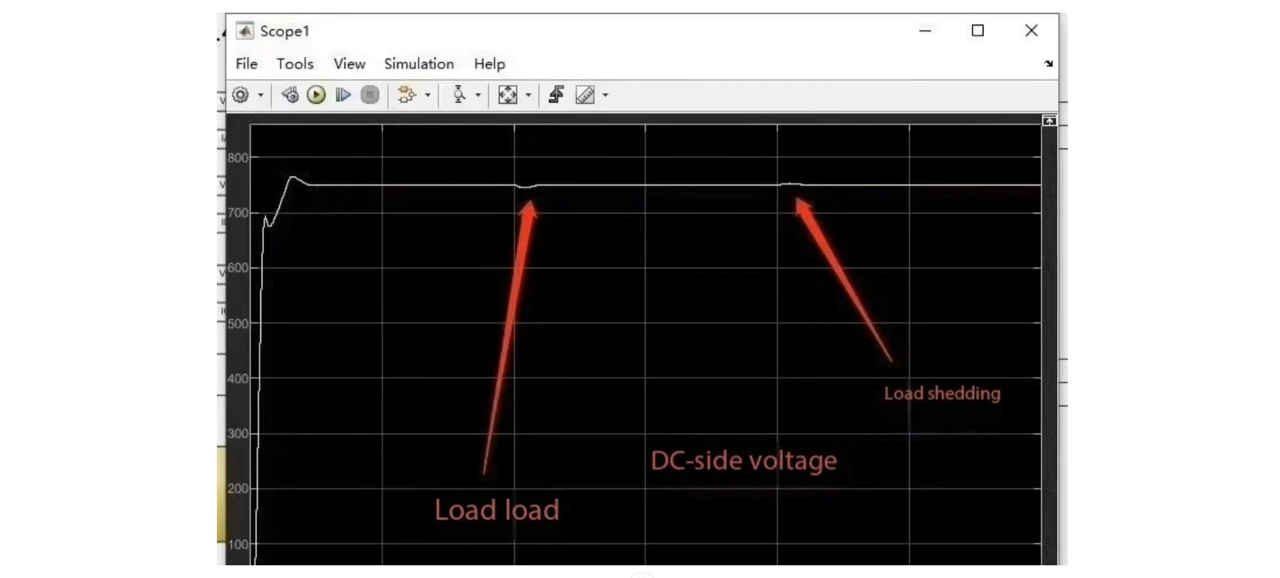 Scope1
File Tools View Simulation Help
800
700
600
500
400
300
200
100
Load shedding
DC-side voltage
Load load